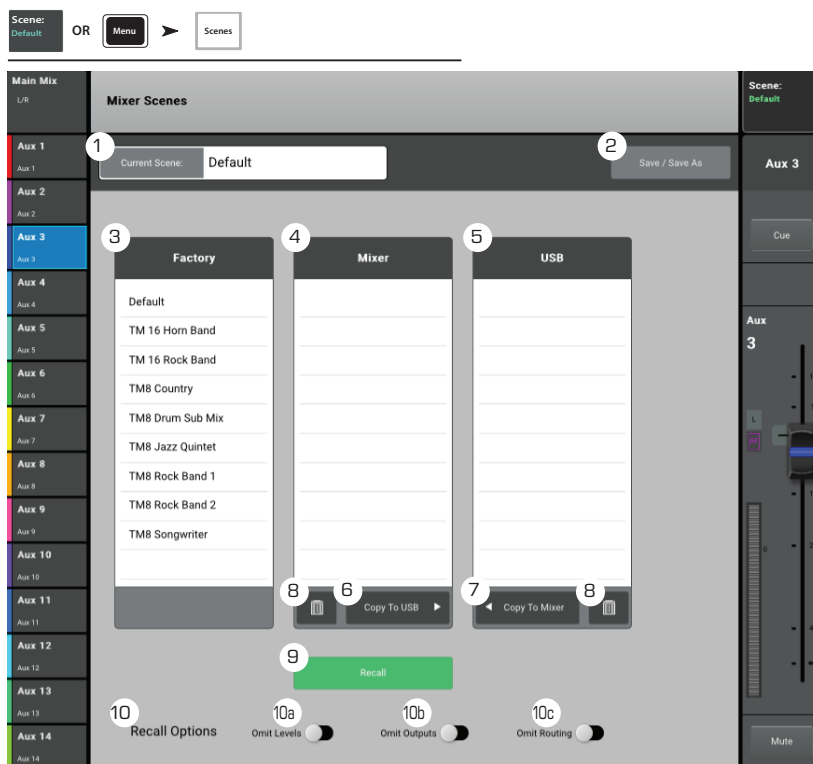 Scene:
Default
OR
Menu
Scenes
Main Mix
L/R
Mixer Scenes
Scene:
Default
1
Current Scene:
Default
2
Save / Save As
Aux 1
Aux 1
Aux 2
Aux 2
Aux 3
Aux 3
Aux 4
Aux 4
Aux 5
Aux 5
Aux 6
Aux 6
Aux 7
Aux 7
Aux 8
Aux 8
Aux 9
Aux 9
Aux 10
Aux 10
Aux 11
Aux 11
Aux 12
Aux 12
Aux 13
Aux 13
Aux 14
Aux 14
3
Factory
Default
TM 16 Horn Band
TM 16 Rock Band
TM8 Country
TM8 Drum Sub Mix
TM8 Jazz Quintet
TM8 Rock Band 1
TM8 Rock Band 2
TM8 Songwriter
4
Mixer
8
6
Copy To USB
5
USB
7
Copy To Mixer
8
9
Recall
10
Recall Options
10a
Omit Levels
10b
Omit Outputs
10c
Omit Routing
Aux 3
Cue
Aux
3
L
0
Mute